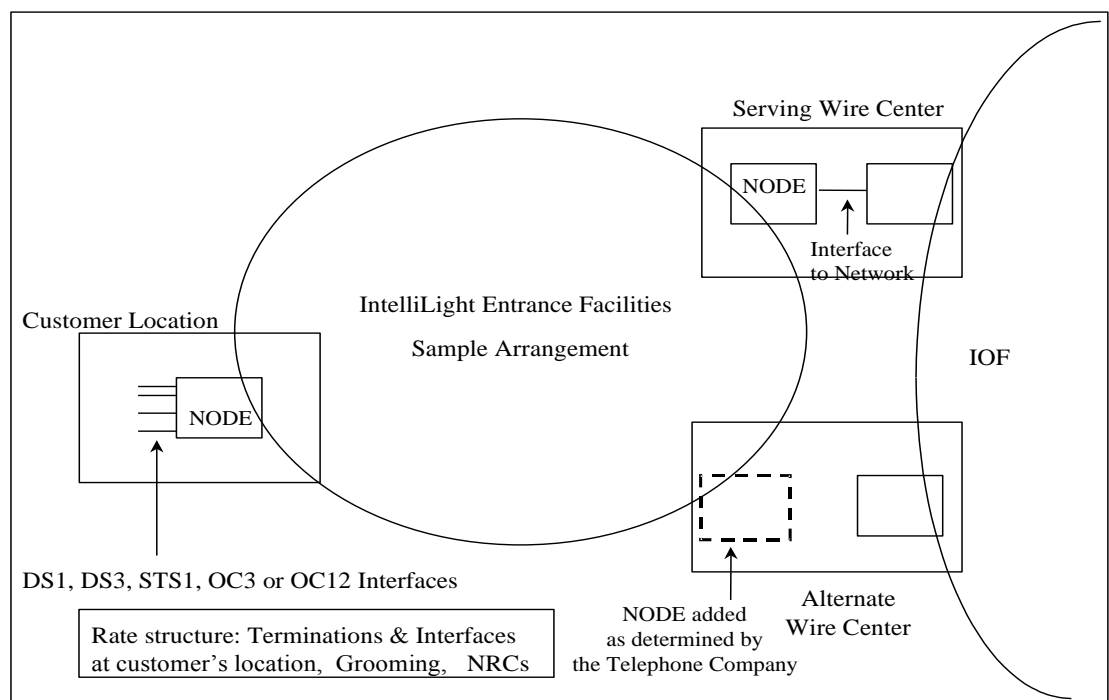 Serving Wire Center
NODE
Interface
to Network
IntelliLight Entrance Facilities
Sample Arrangement
Customer Location
NODE
IOF
DS1, DS3, STS1, OC3 or OC12 Interfaces
NODE added
as determined by
the Telephone Company
Alternate
Wire Center
Rate structure: Terminations & Interfaces
at customer's location, Grooming, NRCs